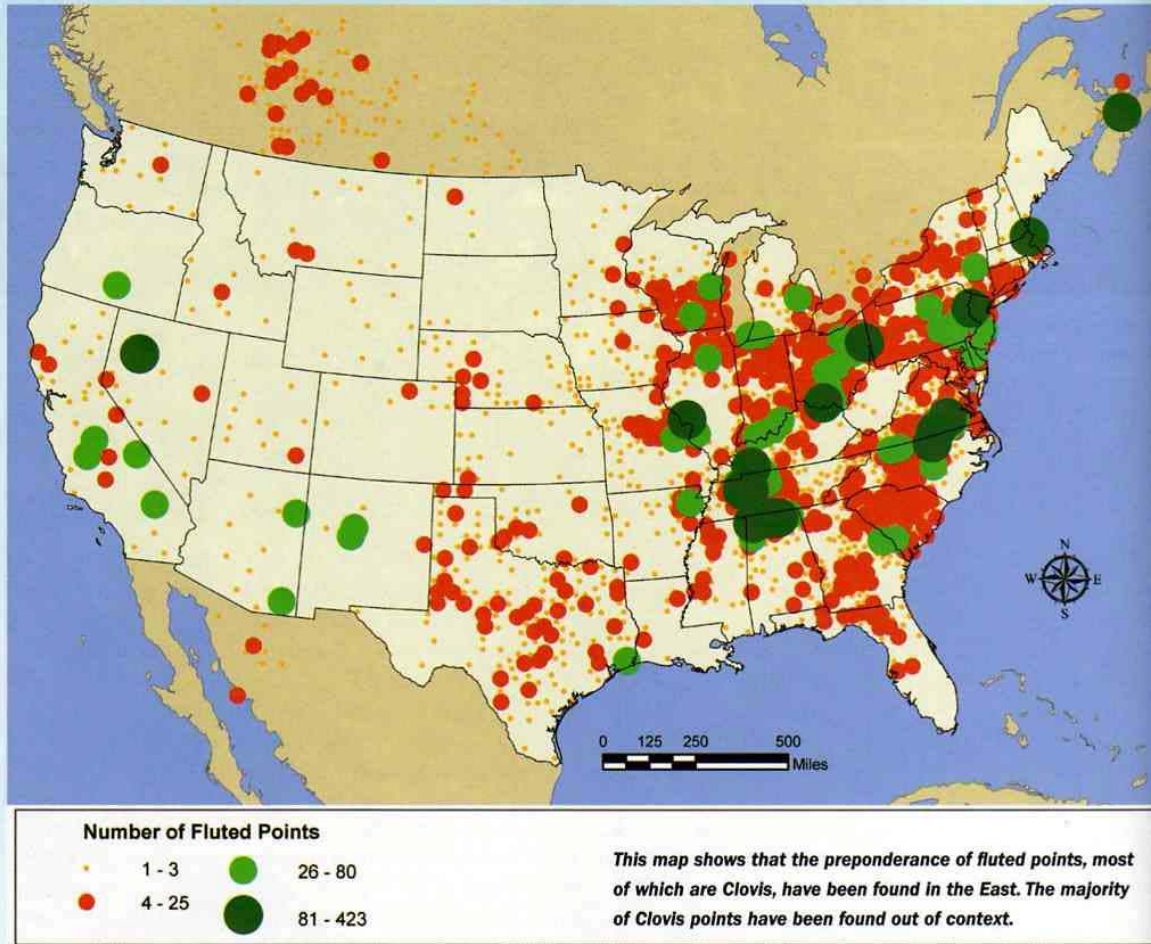 N
W E
S
0 125 250 500
Miles
Number of Fluted Points
1 - 3
4 - 25
26 - 80
81 - 423
This map shows that the preponderance of fluted points, most
of which are Clovis, have been found in the East. The majority
of Clovis points have been found out of context.